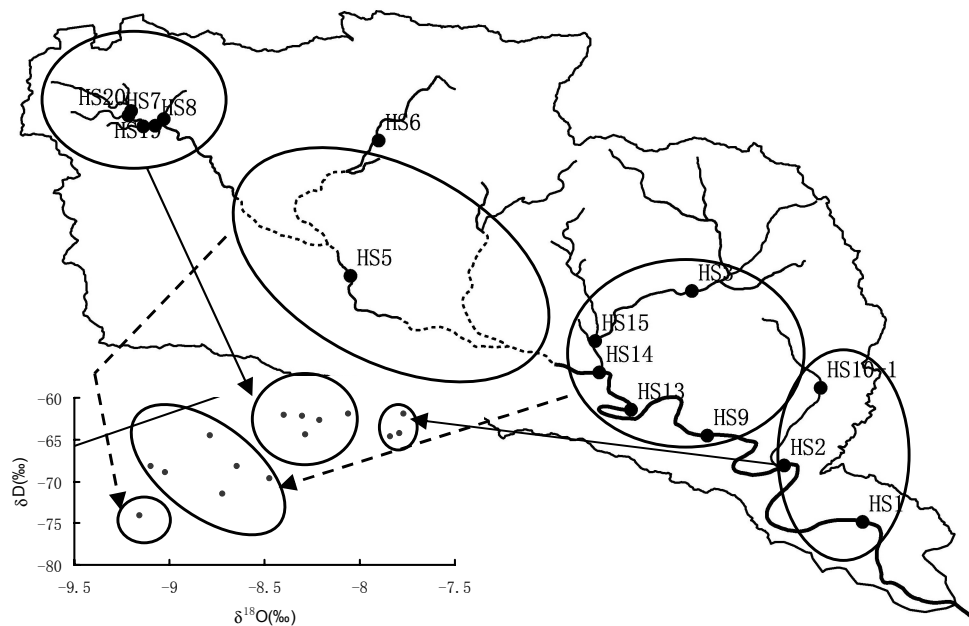 HS20
HS7
HS8
HS19
HS6
HS5
HS3
HS15
HS14
HS13
HS9
HS10-1
HS2
HS1
-60
-65
-70
-75
-80
δD(‰)
-9.5
-9
-8.5
-8
-7.5
δ¹⁸O(‰)